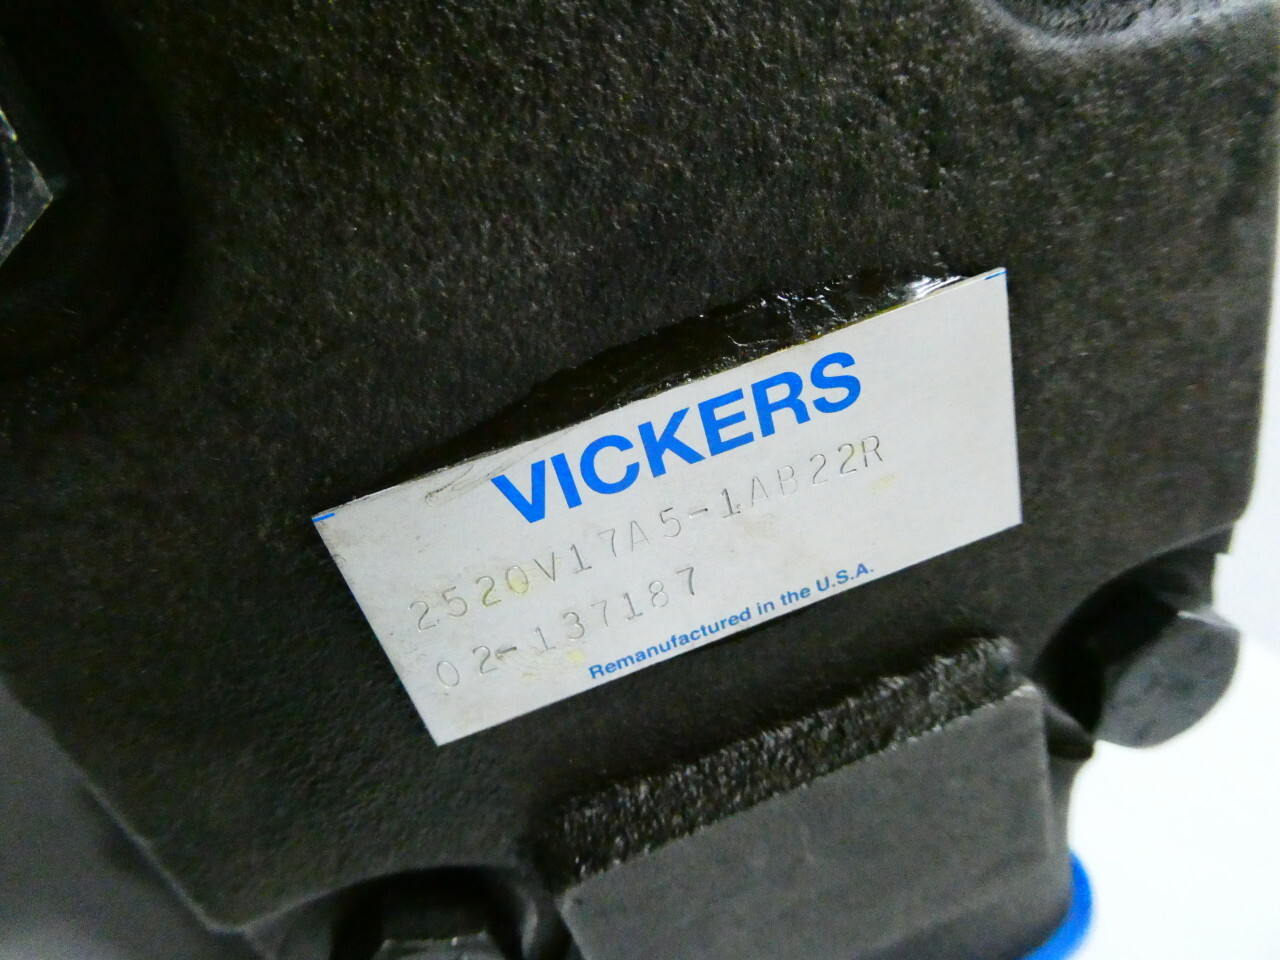 VICKERS
2520V17A5-1AB22R
02-137187
Remanufactured in the U.S.A.